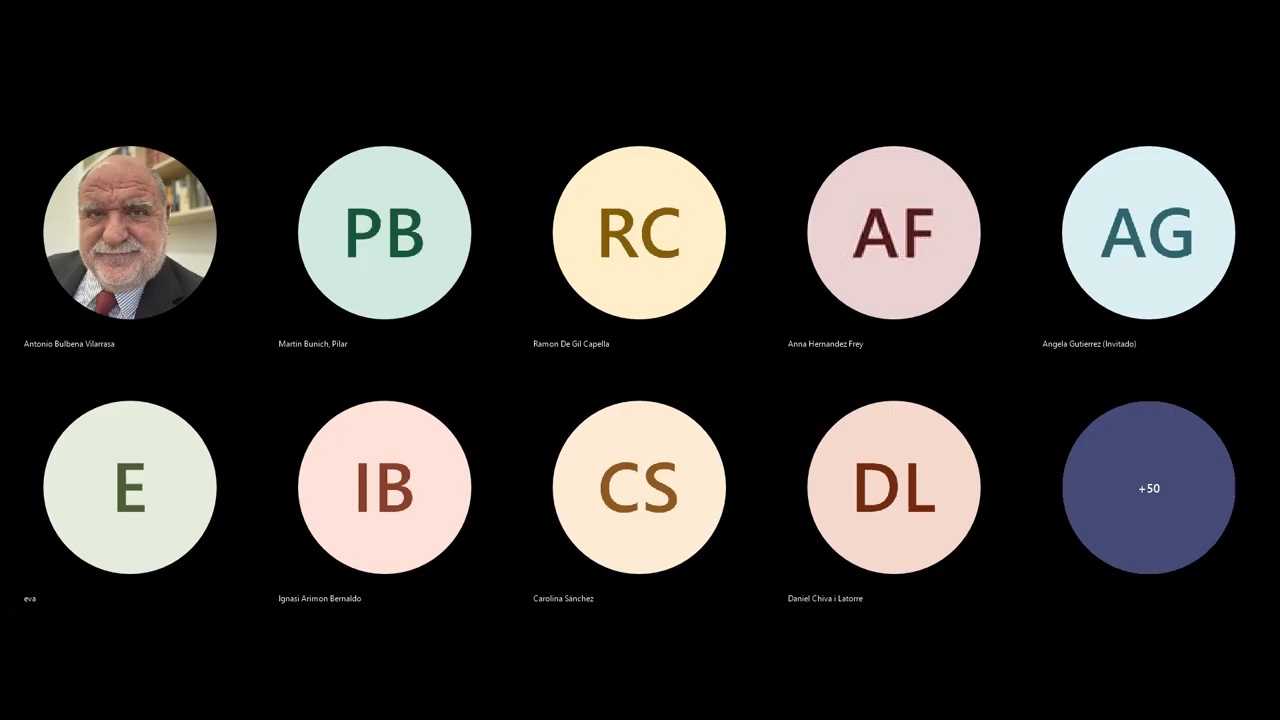 PB
RC
AF
AG
Antonio Bulbena Vilarrasa
Martin Bunich, Pilar
Ramon De Gil Capella
Anna Hernandez Frey
Angela Gutierrez (Invitado)
E
IB
CS
DL
+50
eva
Ignasi Arimon Bernaldo
Carolina Sánchez
Daniel Chiva i Latorre